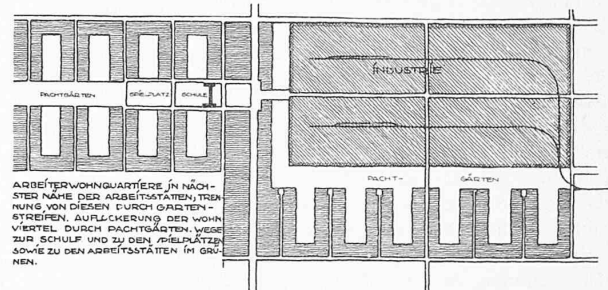 INDUSTRIE
PACHTGÄRTEN
SPIELPLATZ
SCHULE
PACHT-
GÄRTEN
ARBEITERWOHNQUARTIERE IN NÄCH-
STER NÄHE DER ARBEITSSTÄTTEN, TREN-
NUNG VON DIESEN DURCH GARTEN-
STREIFEN. AUFLOCKERUNG DER WOHN
VIERTEL DURCH PACHTGÄRTEN. WEGE
ZUR SCHULE UND ZU DEN SPIELPLÄTZEN
SOWIE ZU DEN ARBEITSSTÄTTEN IM GRÜ-
NEN.